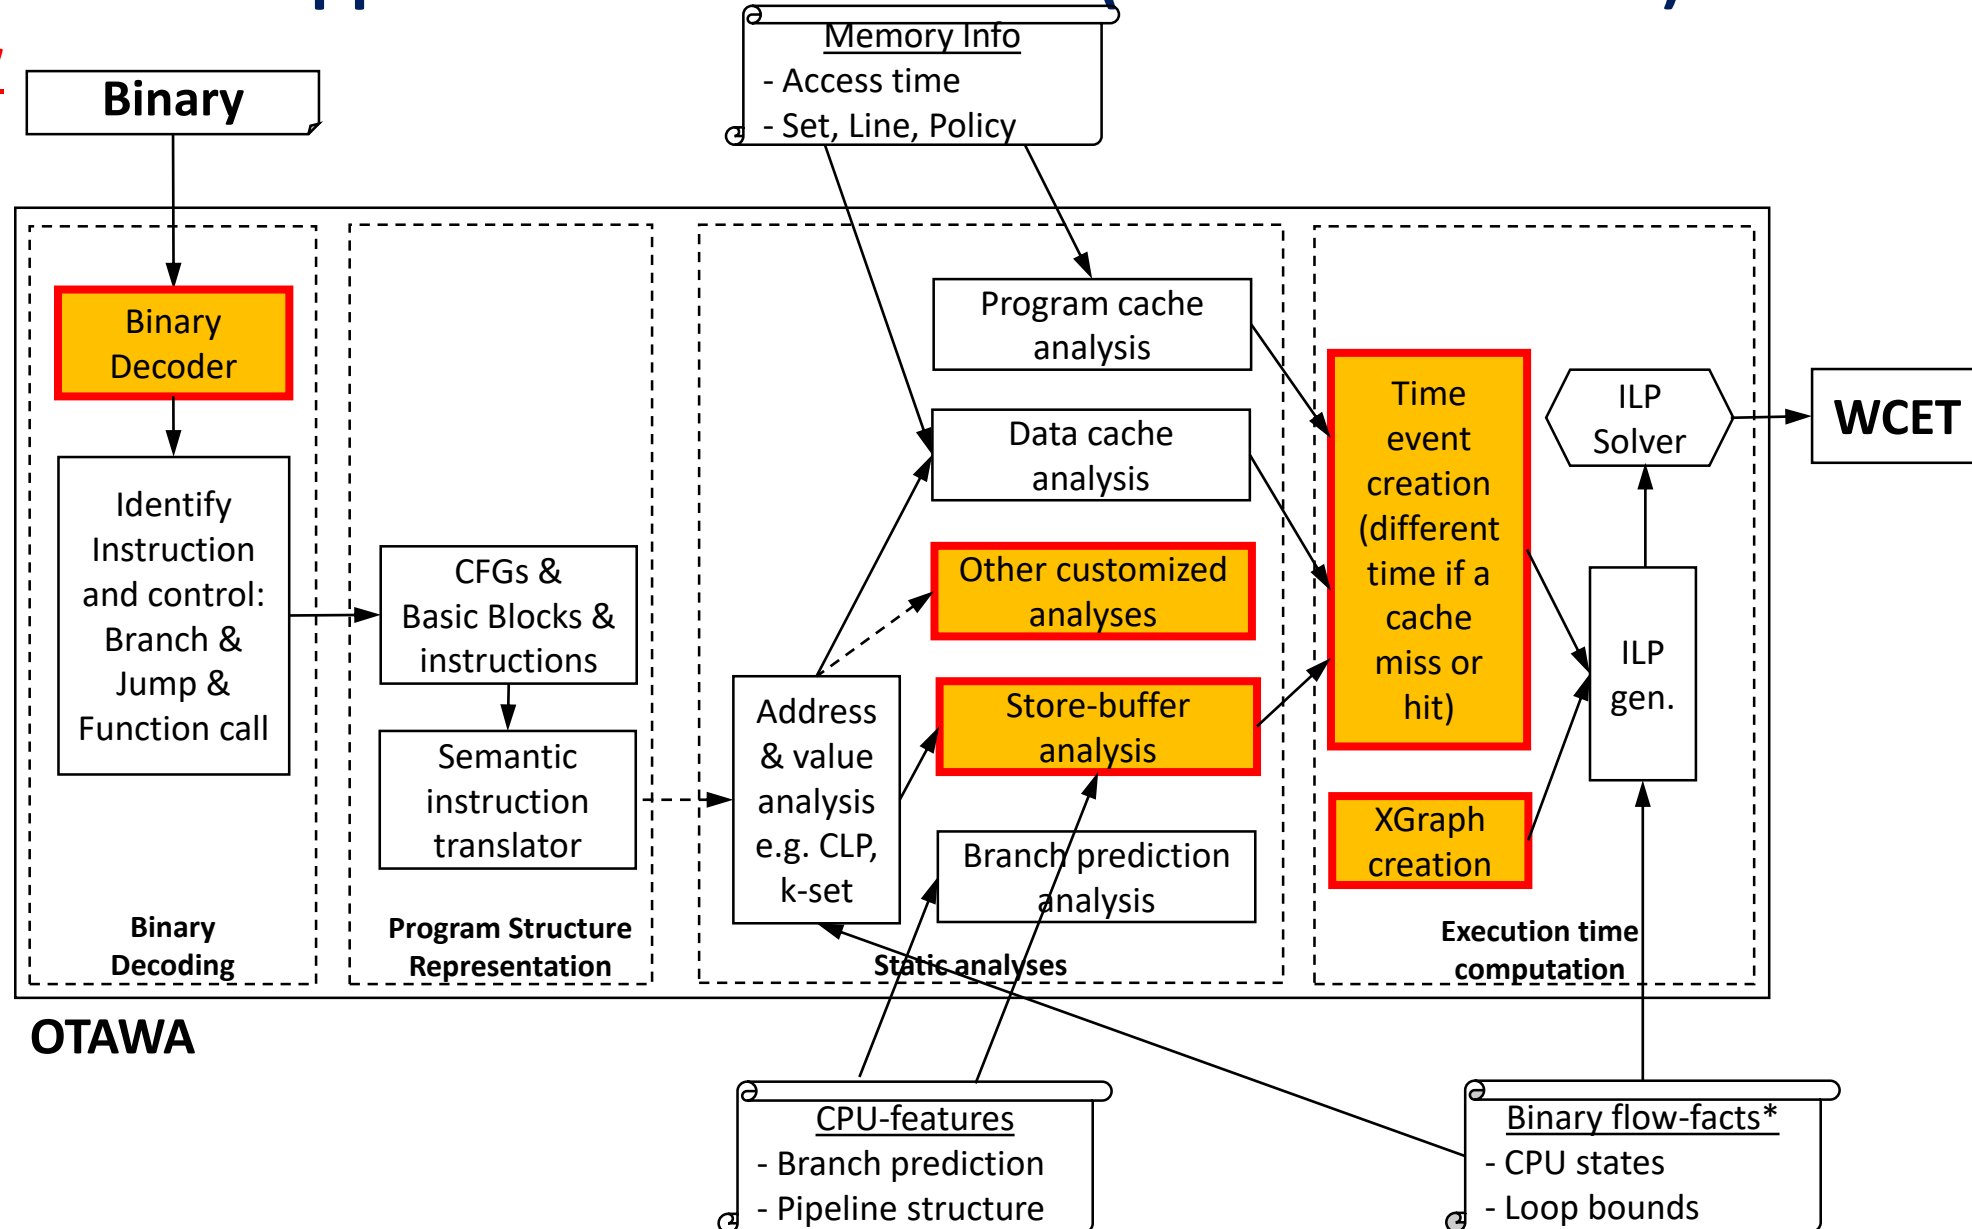 Memory Info
- Access time
- Set, Line, Policy
Binary
Binary
Decoder
Identify
Instruction
and control:
Branch &
Jump &
Function call
Binary
Decoding
CFGs &
Basic Blocks &
instructions
Semantic
instruction
translator
Program Structure
Representation
Program cache
analysis
Data cache
analysis
Other customized
analyses
Store-buffer
analysis
Address
& value
analysis
e.g. CLP,
k-set
Branch prediction
analysis
Static analyses
Time
event
creation
(different
time if a
cache
miss or
hit)
XGraph
creation
ILP
Solver
ILP
gen.
Execution time
computation
WCET
OTAWA
CPU-features
- Branch prediction
- Pipeline structure
Binary flow-facts*
- CPU states
- Loop bounds